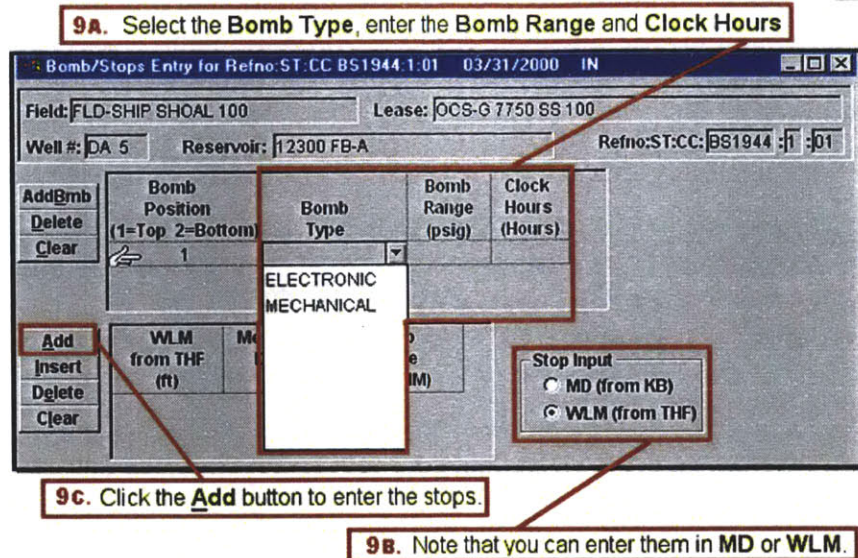 9A. Select the Bomb Type, enter the Bomb Range and Clock Hours
Bomb/Stops Entry for Refno:ST:CC BS1944:1:01 03/31/2000 IN
Field: FLD-SHIP SHOAL 100 Lease: OCS-G 7750 SS 100
Well #: DA 5 Reservoir: 12300 FB-A Refno:ST:CC: BS1944 :1 :01
AddBmb
Delete
Clear
Bomb Position (1=Top 2=Bottom)
Bomb Type
Bomb Range (psig)
Clock Hours (Hours)
1
ELECTRONIC
MECHANICAL
Add
Insert
Delete
Clear
WLM from THF (ft)
Stop Input
MD (from KB)
WLM (from THF)
9C. Click the Add button to enter the stops.
9B. Note that you can enter them in MD or WLM.